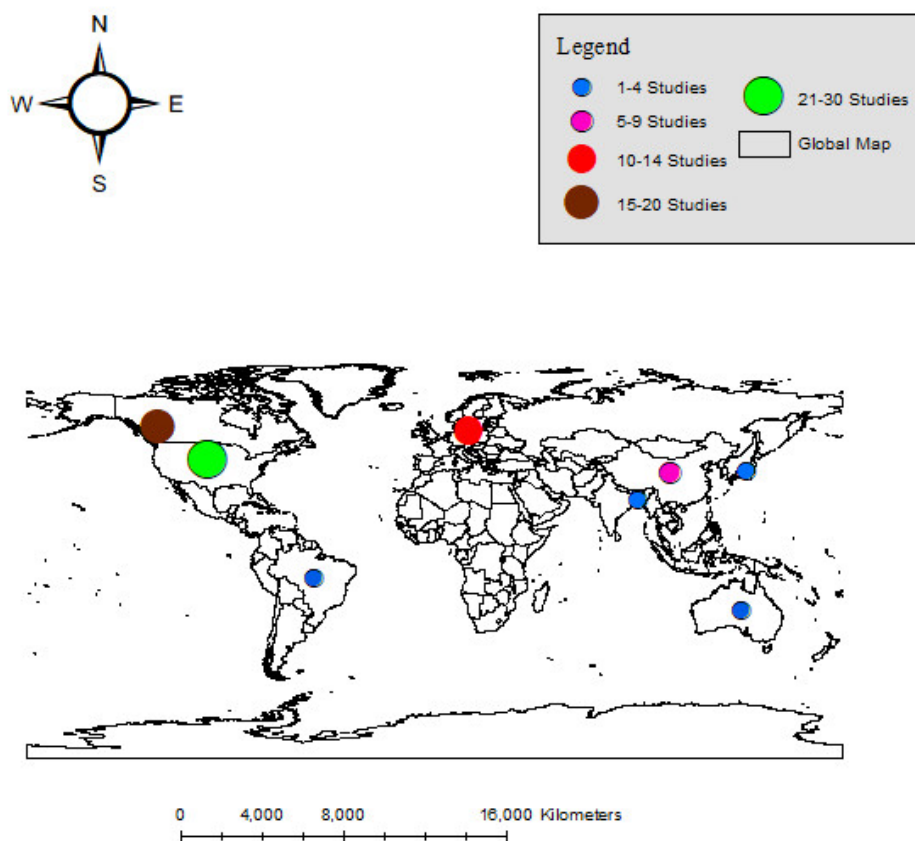 N
W E
S
Legend
1-4 Studies
5-9 Studies
10-14 Studies
15-20 Studies
21-30 Studies
Global Map
0 4,000 8,000 16,000 Kilometers